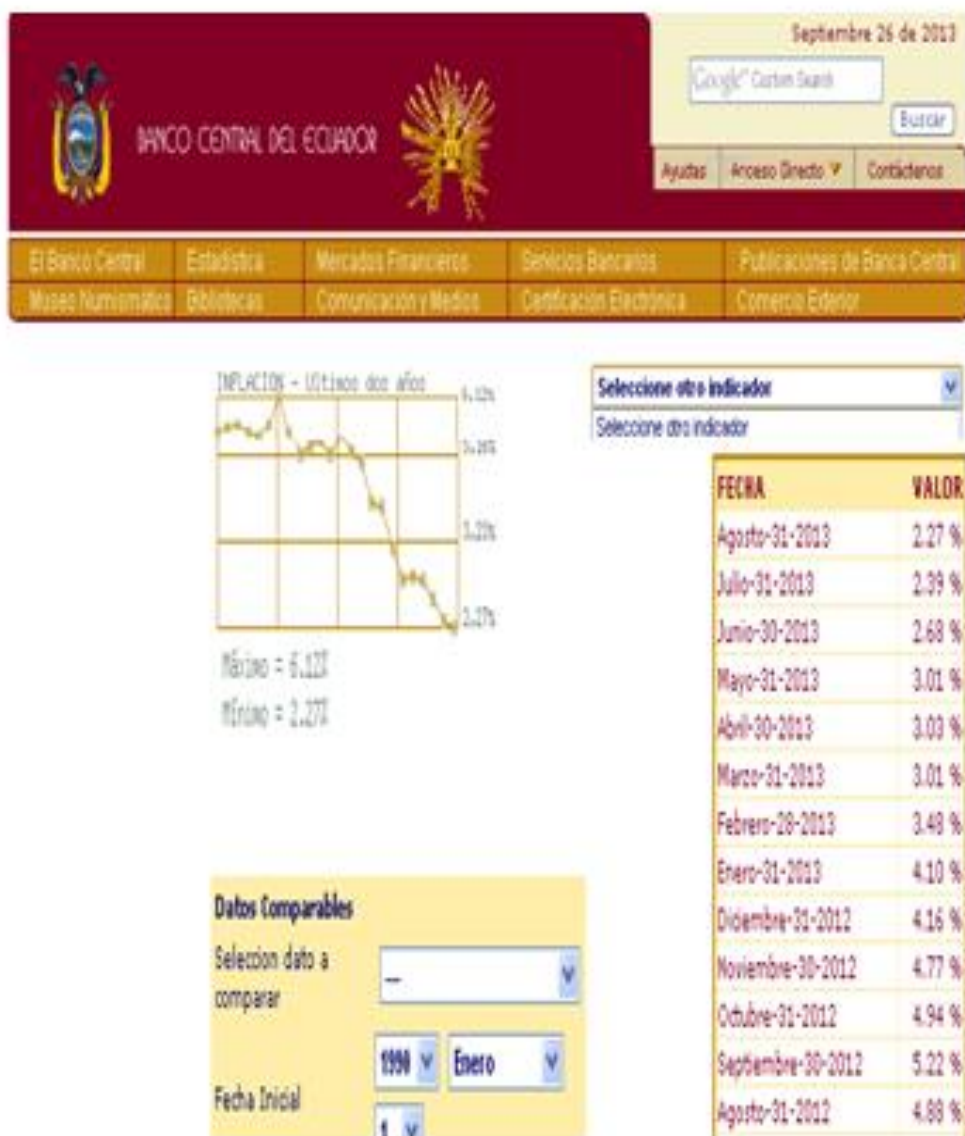 Septiembre 26 de 2013
Google™ Custom Search
Buscar
BANCO CENTRAL DEL ECUADOR
Ayudas Acceso Directo Contáctenos
El Banco Central Estadística Mercados Financieros Servicios Bancarios Publicaciones de Banca Central
Museo Numismático Bibliotecas Comunicación y Medios Certificación Electrónica Comercio Exterior
INFLACION - Ultimos dos años
6.12%
2.27%
Máximo = 6.12%
Mínimo = 2.27%
Seleccione otro indicador
Seleccione otro indicador
FECHA VALOR
Agosto-31-2013 2.27 %
Julio-31-2013 2.39 %
Junio-30-2013 2.68 %
Mayo-31-2013 3.01 %
Abril-30-2013 3.03 %
Marzo-31-2013 3.01 %
Febrero-28-2013 3.48 %
Enero-31-2013 4.10 %
Diciembre-31-2012 4.16 %
Noviembre-30-2012 4.77 %
Octubre-31-2012 4.94 %
Septiembre-30-2012 5.22 %
Agosto-31-2012 4.88 %
Datos Comparables
Seleccion dato a
comparar
---
1990 Enero
Fecha Inicial
1